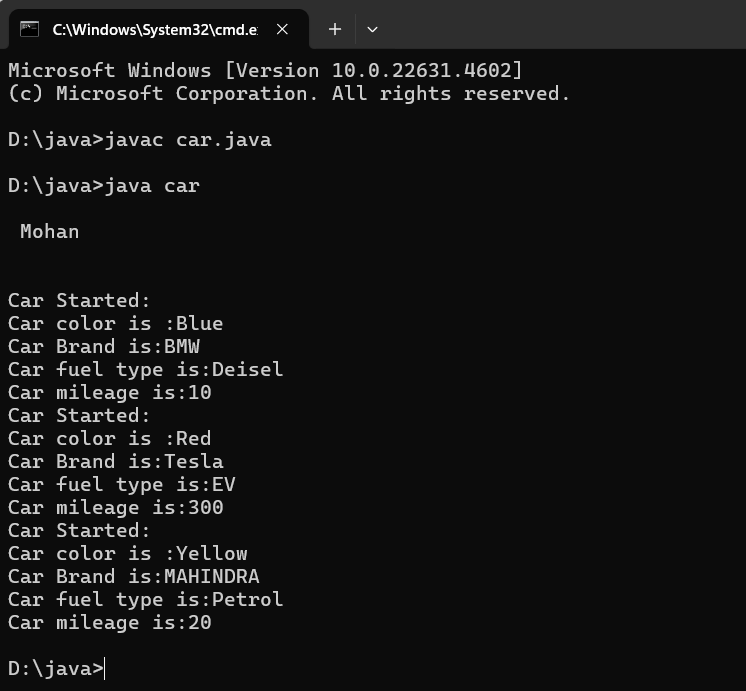 C:\Windows\System32\cmd.e
Microsoft Windows [Version 10.0.22631.4602]
(c) Microsoft Corporation. All rights reserved.
D:\java>javac car.java
D:\java>java car
Mohan
Car Started:
Car color is :Blue
Car Brand is:BMW
Car fuel type is:Deisel
Car mileage is:10
Car Started:
Car color is :Red
Car Brand is:Tesla
Car fuel type is:EV
Car mileage is:300
Car Started:
Car color is :Yellow
Car Brand is:MAHINDRA
Car fuel type is:Petrol
Car mileage is:20
D:\java>